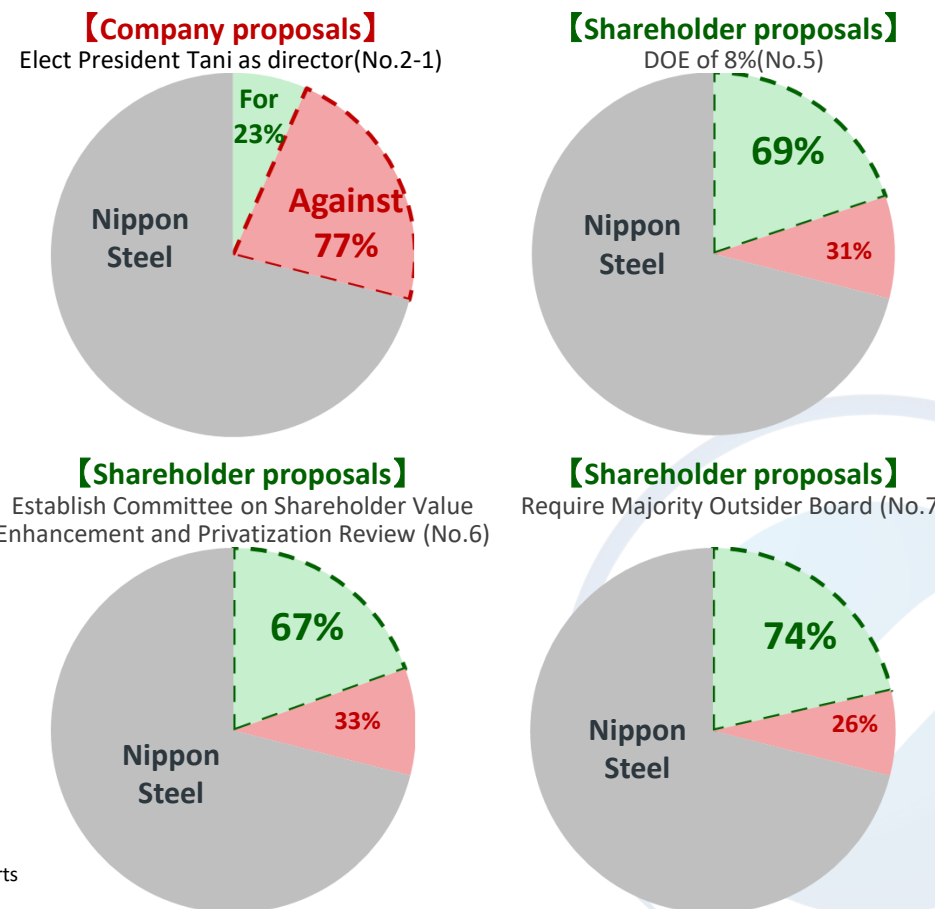 【Company proposals】
Elect President Tani as director(No.2-1)
For
23%
Against
77%
Nippon
Steel
【Shareholder proposals】
DOE of 8%(No.5)
69%
31%
Nippon
Steel
【Shareholder proposals】
Establish Committee on Shareholder Value
Enhancement and Privatization Review (No.6)
67%
33%
Nippon
Steel
【Shareholder proposals】
Require Majority Outsider Board (No.7
74%
26%
Nippon
Steel
rts